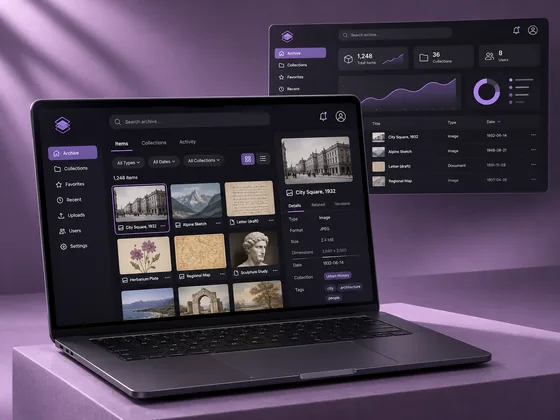 Search archive...
Archive
Collections
Favorites
Recent
Uploads
Users
Settings
Items
Collections
Activity
All Types
All Dates
All Collections
1,248 items
City Square, 1932
Alpine Sketch
Letter (draft)
Herbarium Plate
Regional Map
Sculpture Study
City Square, 1932
Details
Related
Type
Image
Format
JPEG
Size
2.4 MB
Dimensions
Date
1932-06-14
Collection
Urban History
Tags
city
architecture
people
Search archive...
Archive
Collections
Favorites
Recent
1,248
Total Items
36
Collections
8
Users
Title
Type
Date
City Square, 1932
Image
1932-06-14
Alpine Sketch
Image
Letter (draft)
Document
Regional Map
Image